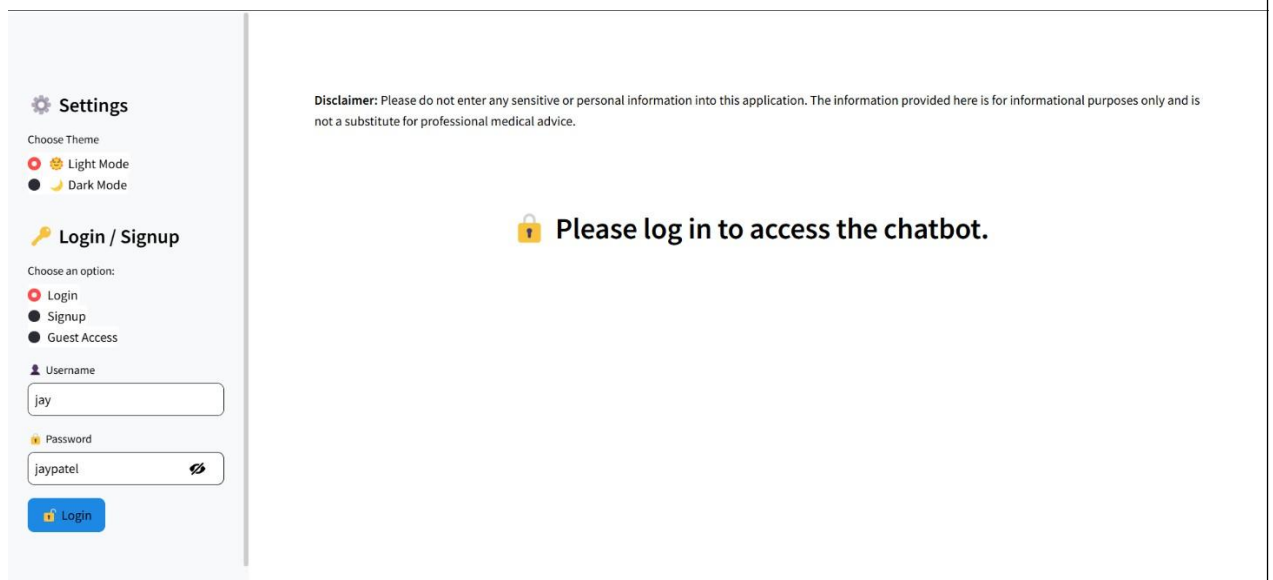 ⚙️ Settings
Choose Theme
🌞 Light Mode
🌙 Dark Mode
🔑 Login / Signup
Choose an option:
Login
Signup
Guest Access
👤 Username
jay
🔒 Password
jaypatel
🔓 Login
Disclaimer: Please do not enter any sensitive or personal information into this application. The information provided here is for informational purposes only and is
not a substitute for professional medical advice.
🔒 Please log in to access the chatbot.